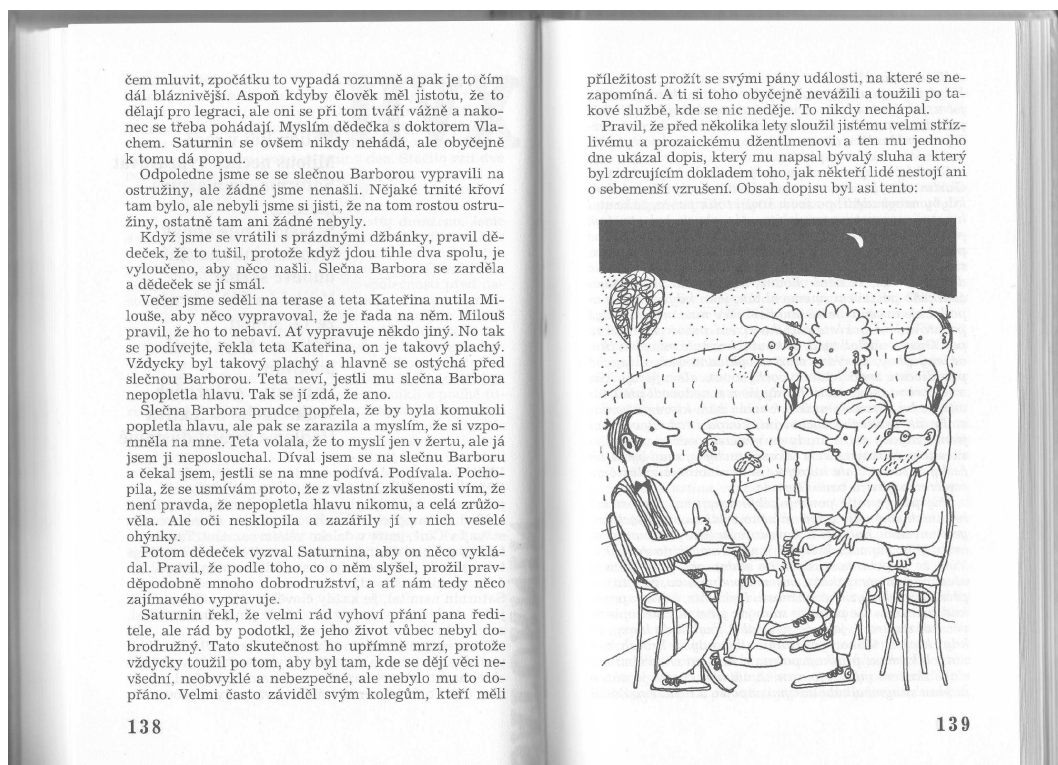 čem mluvit, zpočátku to vypadá rozumně a pak je to čím
dál bláznivější. Aspoň kdyby člověk měl jistotu, že to
dělají pro legraci, ale oni se při tom tváří vážně a nako-
nec se třeba pohádají. Myslím dědečka s doktorem Vla-
chem. Saturnin se ovšem nikdy nehádá, ale obyčejně
k tomu dá popud.
Odpoledne jsme se se slečnou Barborou vypravili na
ostružiny, ale žádné jsme nenašli. Nějaké trnité křoví
tam bylo, ale nebyli jsme si jisti, že na tom rostou ostru-
žiny, ostatně tam ani žádné nebyly.
Když jsme se vrátili s prázdnými džbánky, pravil dě-
deček, že to tušil, protože když jdou tihle dva spolu, je
vyloučeno, aby něco našli. Slečna Barbora se zarděla
a dědeček se jí smál.
Večer jsme seděli na terase a teta Kateřina nutila Mi-
louše, aby něco vypravoval, že je řada na něm. Milouš
pravil, že ho to nebaví. Ať vypravuje někdo jiný. No tak
se podívejte, řekla teta Kateřina, on je takový plachý.
Vždycky byl takový plachý a hlavně se ostýchá před
slečnou Barborou. Teta neví, jestli mu slečna Barbora
nepopletla hlavu. Tak se jí zdá, že ano.
Slečna Barbora prudce popřela, že by byla komukoli
popletla hlavu, ale pak se zarazila a myslím, že si vzpo-
mněla na mne. Teta volala, že to myslí jen v žertu, ale já
jsem ji neposlouchal. Díval jsem se na slečnu Barboru
a čekal jsem, jestli se na mne podívá. Podívala. Pocho-
pila, že se usmívám proto, že z vlastní zkušenosti vím, že
není pravda, že nepopletla hlavu nikomu, a celá zrůžo-
věla. Ale oči nesklopila a zazářily jí v nich veselé
ohýnky.
Potom dědeček vyzval Saturnina, aby on něco vyklá-
dal. Pravil, že podle toho, co o něm slyšel, prožil prav-
děpodobně mnoho dobrodružství, a ať nám tedy něco
zajímavého vypravuje.
Saturnin řekl, že velmi rád vyhoví přání pana ředi-
tele, ale rád by podotkl, že jeho život vůbec nebyl do-
brodružný. Tato skutečnost ho upřímně mrzí, protože
vždycky toužil po tom, aby byl tam, kde se dějí věci ne-
všední, neobvyklé a nebezpečné, ale nebylo mu to do-
přáno. Velmi často záviděl svým kolegům, kteří měli
138
příležitost prožít se svými pány události, na které se ne-
zapomíná. A ti si toho obyčejně nevážili a toužili po ta-
kové službě, kde se nic neděje. To nikdy nechápal.
Pravil, že před několika lety sloužil jistému velmi stříz-
livému a prozaickému džentlmenovi a ten mu jednoho
dne ukázal dopis, který mu napsal bývalý sluha a který
byl zdrcujícím dokladem toho, jak někteří lidé nestojí ani
o sebemenší vzrušení. Obsah dopisu byl asi tento:
139